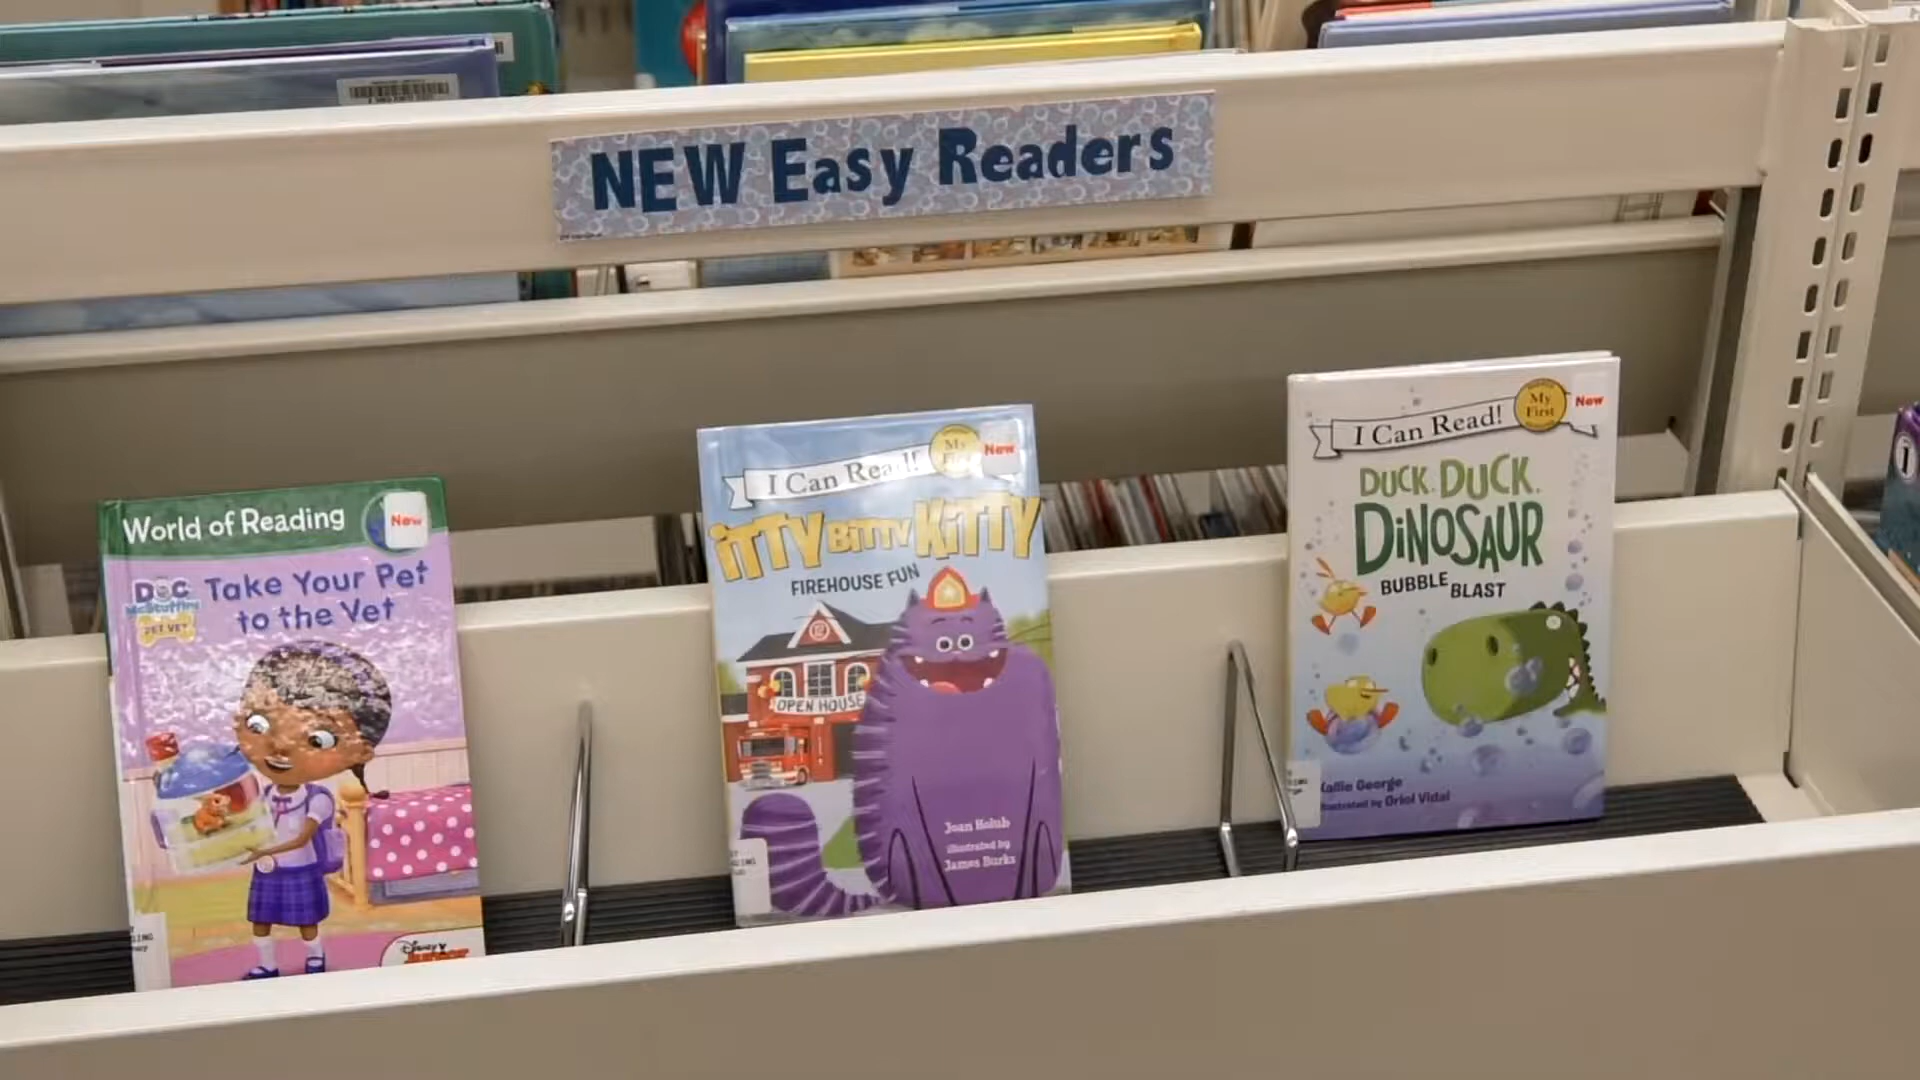 NEW Easy Readers
World of Reading
New
DOC
McStuffins
PET VET
Take Your Pet
to the Vet
Disney
Junior
I Can Read!
My
New
iTTY BiTTY KiTTY
FIREHOUSE FUN
OPEN HOUSE
Joan Holub
illustrated by
James Burks
I Can Read!
My
First
New
DUCK, DUCK,
DiNOSAUR
BUBBLE BLAST
Kallie George
illustrated by Oriol Vidal
1